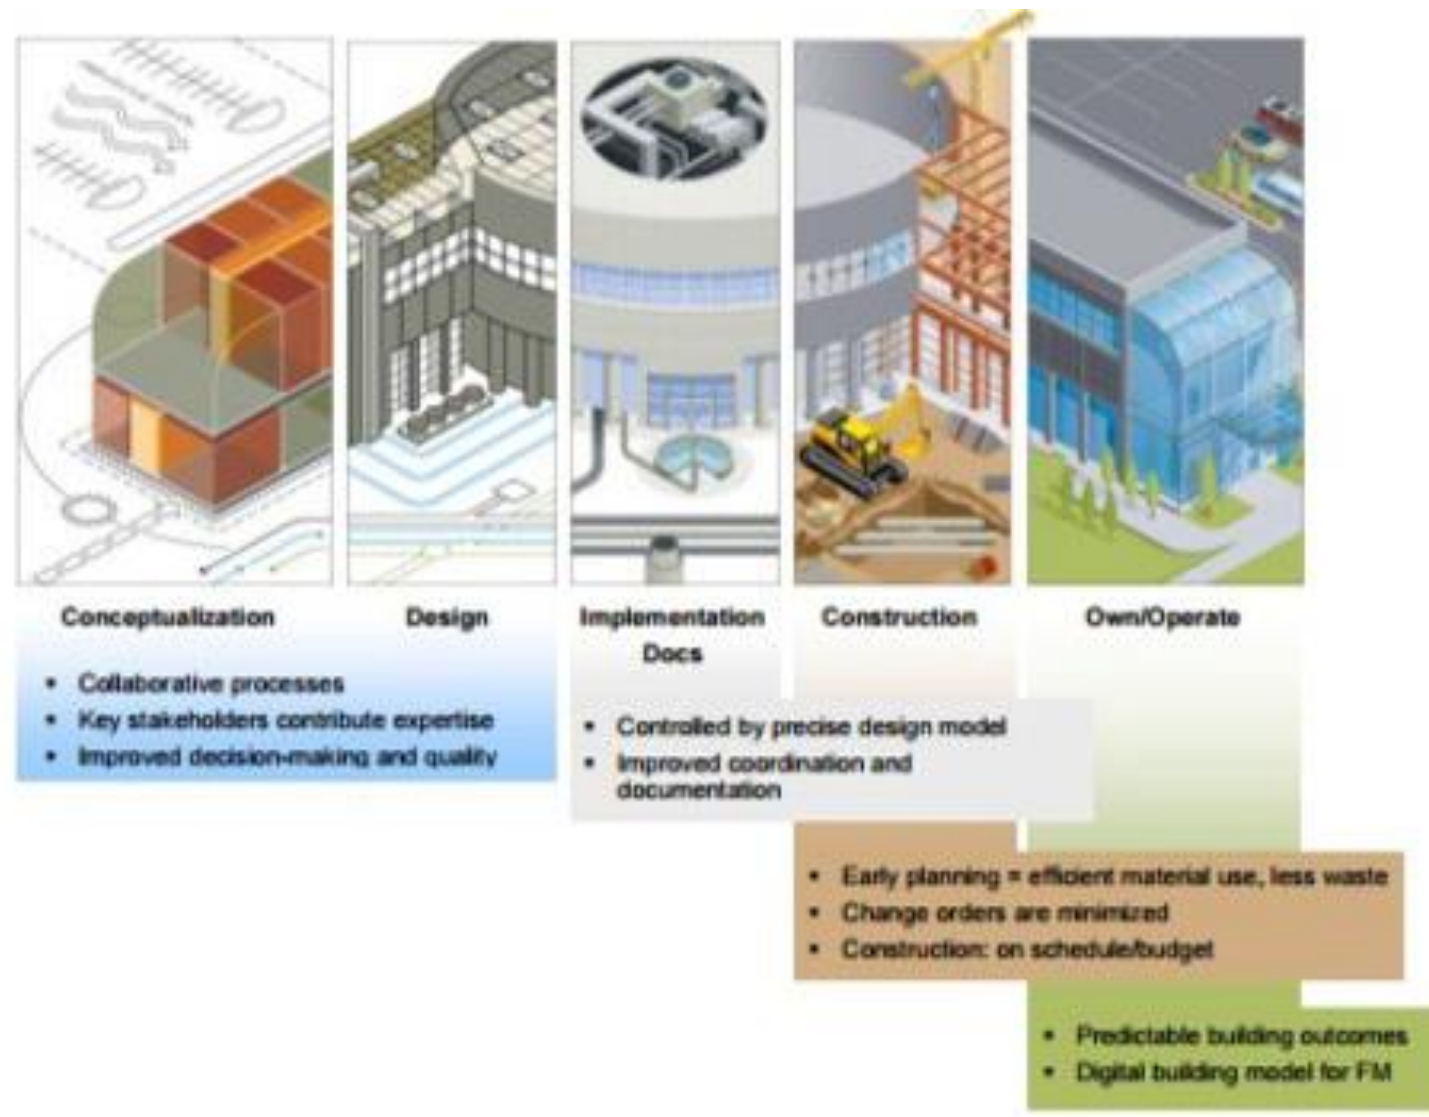 Conceptualization
Design
Implementation
Docs
Construction
Own/Operate
• Collaborative processes
• Key stakeholders contribute expertise
• Improved decision-making and quality
• Controlled by precise design model
• Improved coordination and
documentation
• Early planning = efficient material use, less waste
• Change orders are minimized
• Construction: on schedule/budget
• Predictable building outcomes
• Digital building model for FM